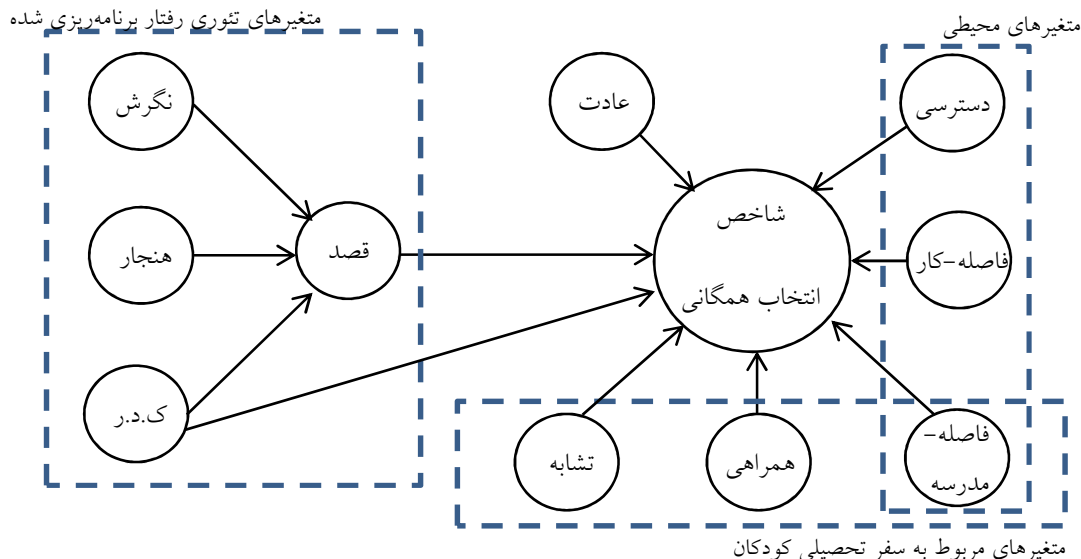 متغیرهای محیطی
متغیرهای تئوری رفتار برنامه‌ریزی شده
دسترسی
عادت
نگرش
شاخص
انتخاب همگانی
فاصله-کار
قصد
هنجار
ک.د.ر
فاصله-
مدرسه
همراهی
تشابه
متغیرهای مربوط به سفر تحصیلی کودکان